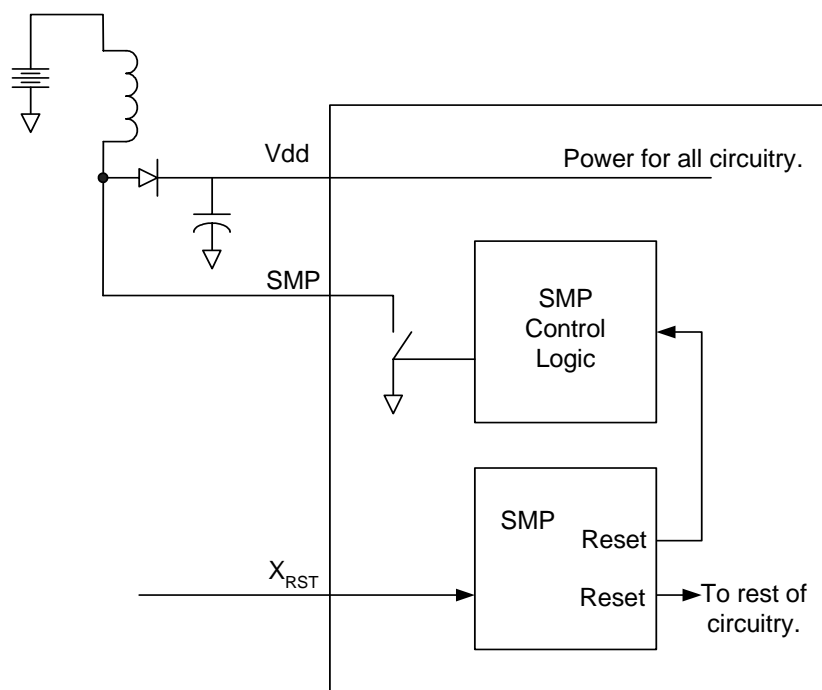 Vdd
Power for all circuitry.
SMP
SMP
Control
Logic
SMP
Reset
X_RST
Reset
To rest of
circuitry.